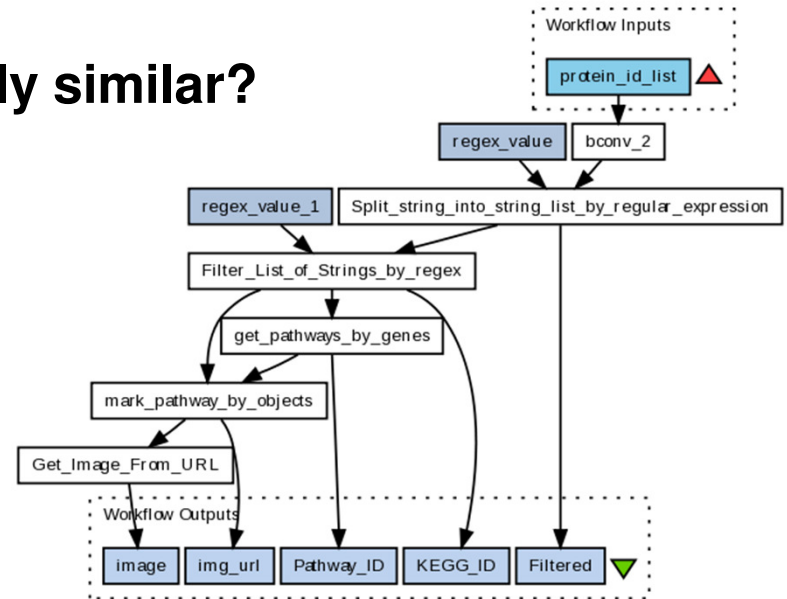 Workflow Inputs
ly similar?
protein_id_list
regex_value
bconv_2
regex_value_1
Split_string_into_string_list_by_regular_expression
Filter_List_of_Strings_by_regex
get_pathways_by_genes
mark_pathway_by_objects
Get_Image_From_URL
Workflow Outputs
image
img_url
Pathway_ID
KEGG_ID
Filtered